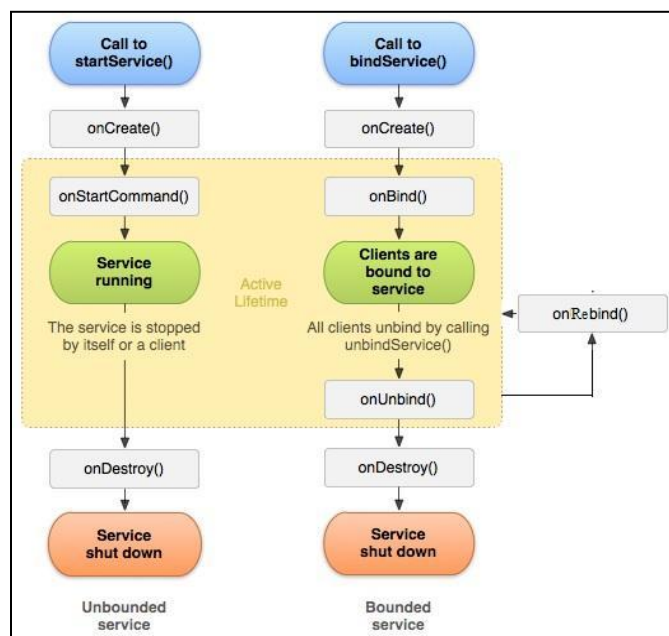 Call to
startService()
onCreate()
onStartCommand()
Service
running
The service is stopped
by itself or a client
onDestroy()
Service
shut down
Unbounded
service
Active
Lifetime
Call to
bindService()
onCreate()
onBind()
Clients are
bound to
service
All clients unbind by calling
unbindService()
onUnbind()
onRebind()
onDestroy()
Service
shut down
Bounded
service